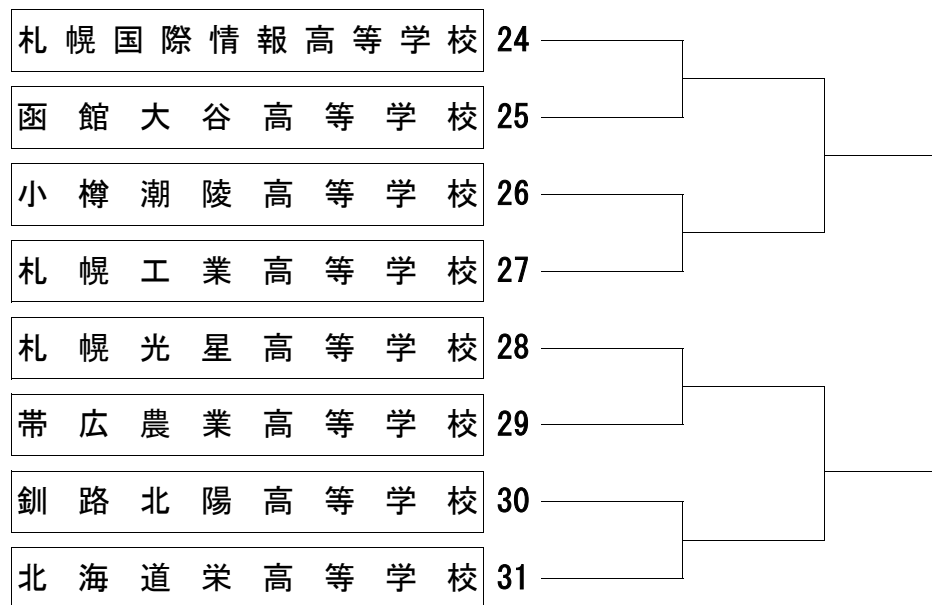 札幌国際情報高等学校 24
函館大谷高等学校 25
小樽潮陵高等学校 26
札幌工業高等学校 27
札幌光星高等学校 28
帯広農業高等学校 29
釧路北陽高等学校 30
北海道栄高等学校 31